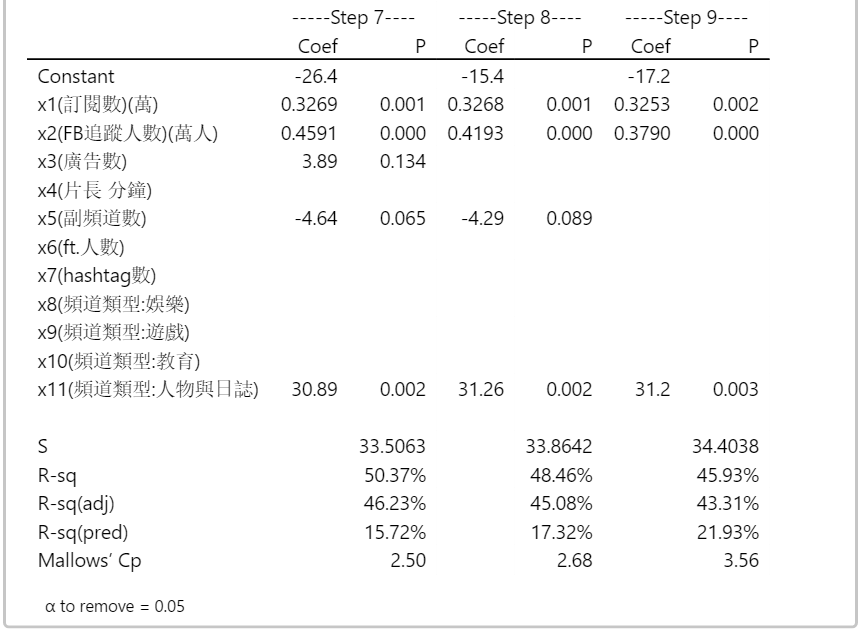 -----Step 7---- -----Step 8---- -----Step 9----
Coef P Coef P Coef P
Constant -26.4 -15.4 -17.2
x1(訂閱數)(萬) 0.3269 0.001 0.3268 0.001 0.3253 0.002
x2(FB追蹤人數)(萬人) 0.4591 0.000 0.4193 0.000 0.3790 0.000
x3(廣告數) 3.89 0.134
x4(片長 分鐘)
x5(副頻道數) -4.64 0.065 -4.29 0.089
x6(ft.人數)
x7(hashtag數)
x8(頻道類型:娛樂)
x9(頻道類型:遊戲)
x10(頻道類型:教育)
x11(頻道類型:人物與日誌) 30.89 0.002 31.26 0.002 31.2 0.003
S 33.5063 33.8642 34.4038
R-sq 50.37% 48.46% 45.93%
R-sq(adj) 46.23% 45.08% 43.31%
R-sq(pred) 15.72% 17.32% 21.93%
Mallows’ Cp 2.50 2.68 3.56
α to remove = 0.05